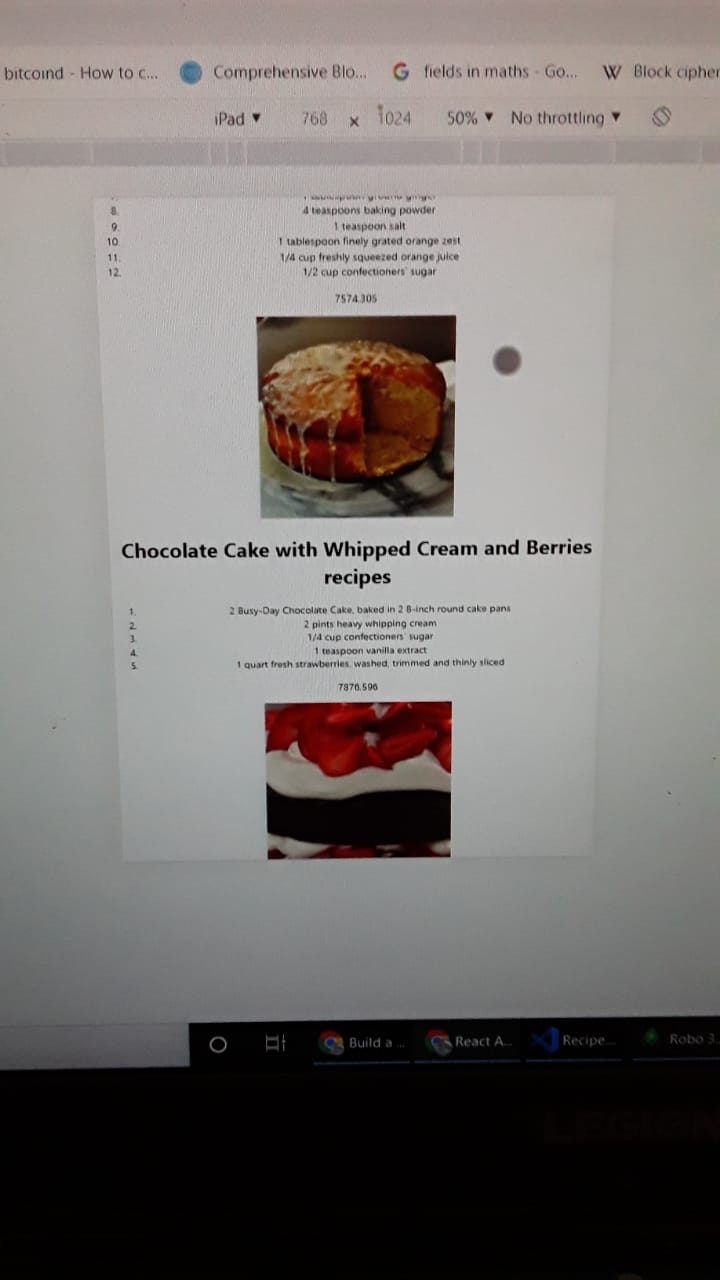 bitcoind - How to c...
Comprehensive Blo...
fields in maths - Go...
W Block cipher
iPad ▼ 768 x 1024 50% ▼ No throttling ▼
8. 4 teaspoons baking powder
9. 1 teaspoon salt
10. 1 tablespoon finely grated orange zest
11. 1/4 cup freshly squeezed orange juice
12. 1/2 cup confectioners' sugar
7574.305
Chocolate Cake with Whipped Cream and Berries
recipes
1. 2 Busy-Day Chocolate Cake, baked in 2 8-inch round cake pans
2. 2 pints heavy whipping cream
3. 1/4 cup confectioners' sugar
4. 1 teaspoon vanilla extract
5. 1 quart fresh strawberries, washed, trimmed and thinly sliced
7876.596
Build a ...
React A...
Recipe...
Robo 3...
LEGION